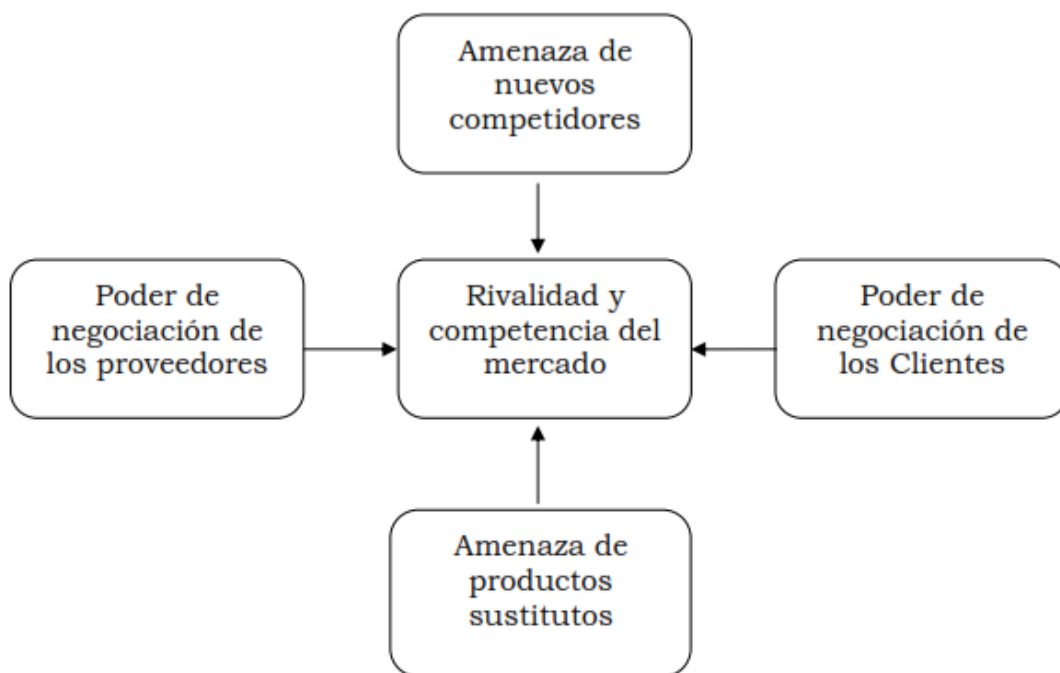 Amenaza de
nuevos
competidores
Poder de
negociación de
los proveedores
Rivalidad y
competencia del
mercado
Poder de
negociación de
los Clientes
Amenaza de
productos
sustitutos